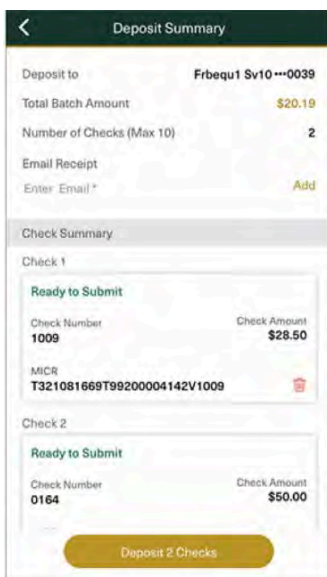 Deposit Summary
Deposit to Frbequ1 Sv10 •••0039
Total Batch Amount $20.19
Number of Checks (Max 10) 2
Email Receipt
Enter Email* Add
Check Summary
Check 1
Ready to Submit
Check Number Check Amount
1009 $28.50
MICR
T321081669T99200004142V1009
Check 2
Ready to Submit
Check Number Check Amount
0164 $50.00
Deposit 2 Checks